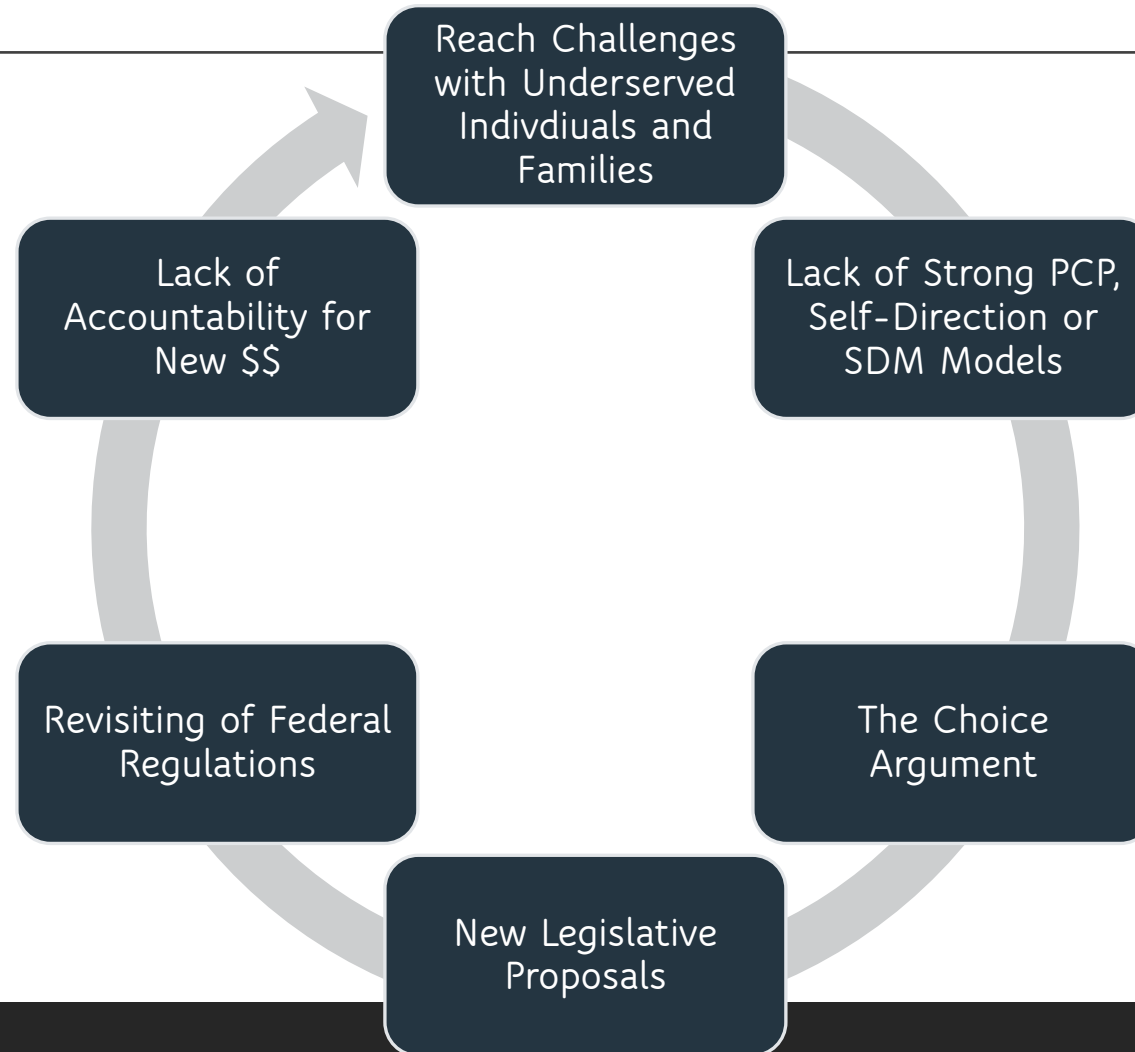 Reach Challenges
with Underserved
Indivdiuals and
Families
Lack of Strong PCP,
Self-Direction or
SDM Models
The Choice
Argument
New Legislative
Proposals
Revisiting of Federal
Regulations
Lack of
Accountability for
New $$